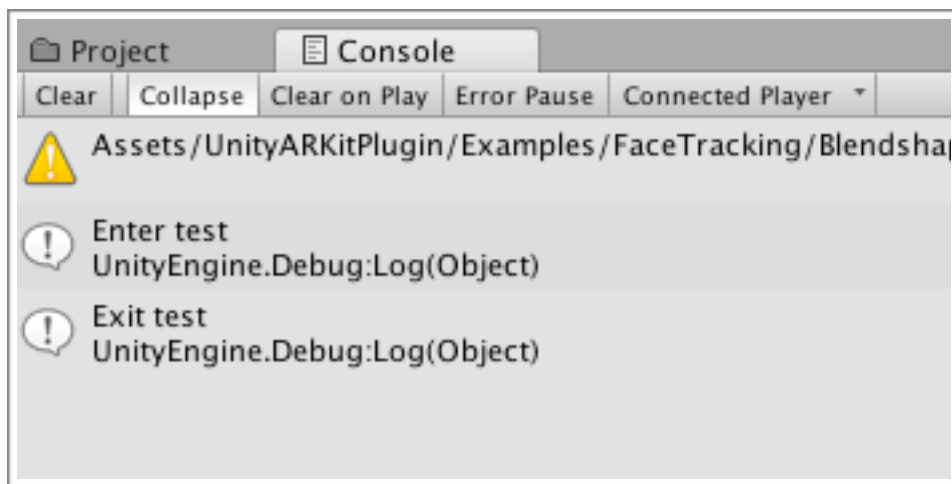 Project Console
Clear Collapse Clear on Play Error Pause Connected Player
Assets/UnityARKitPlugin/Examples/FaceTracking/Blendshap
Enter test
UnityEngine.Debug:Log(Object)
Exit test
UnityEngine.Debug:Log(Object)